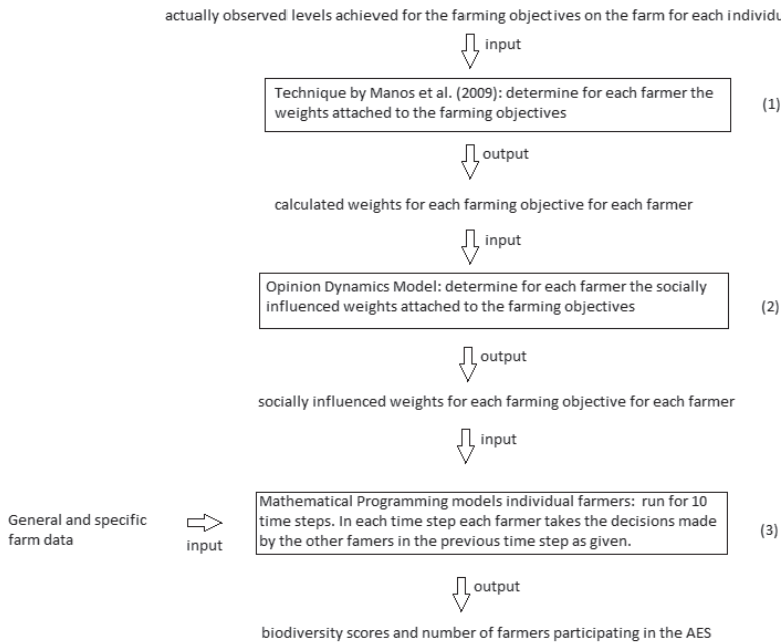 actually observed levels achieved for the farming objectives on the farm for each
input
Technique by Manos et al. (2009): determine for each farmer the
weights attached to the farming objectives
(1)
output
calculated weights for each farming objective for each farmer
input
Opinion Dynamics Model: determine for each farmer the socially
influenced weights attached to the farming objectives
(2)
output
socially influenced weights for each farming objective for each farmer
input
General and specific
farm data
input
Mathematical Programming models individual farmers: run for 10
time steps. In each time step each farmer takes the decisions made
by the other famers in the previous time step as given.
(3)
output
biodiversity scores and number of farmers participating in the AES